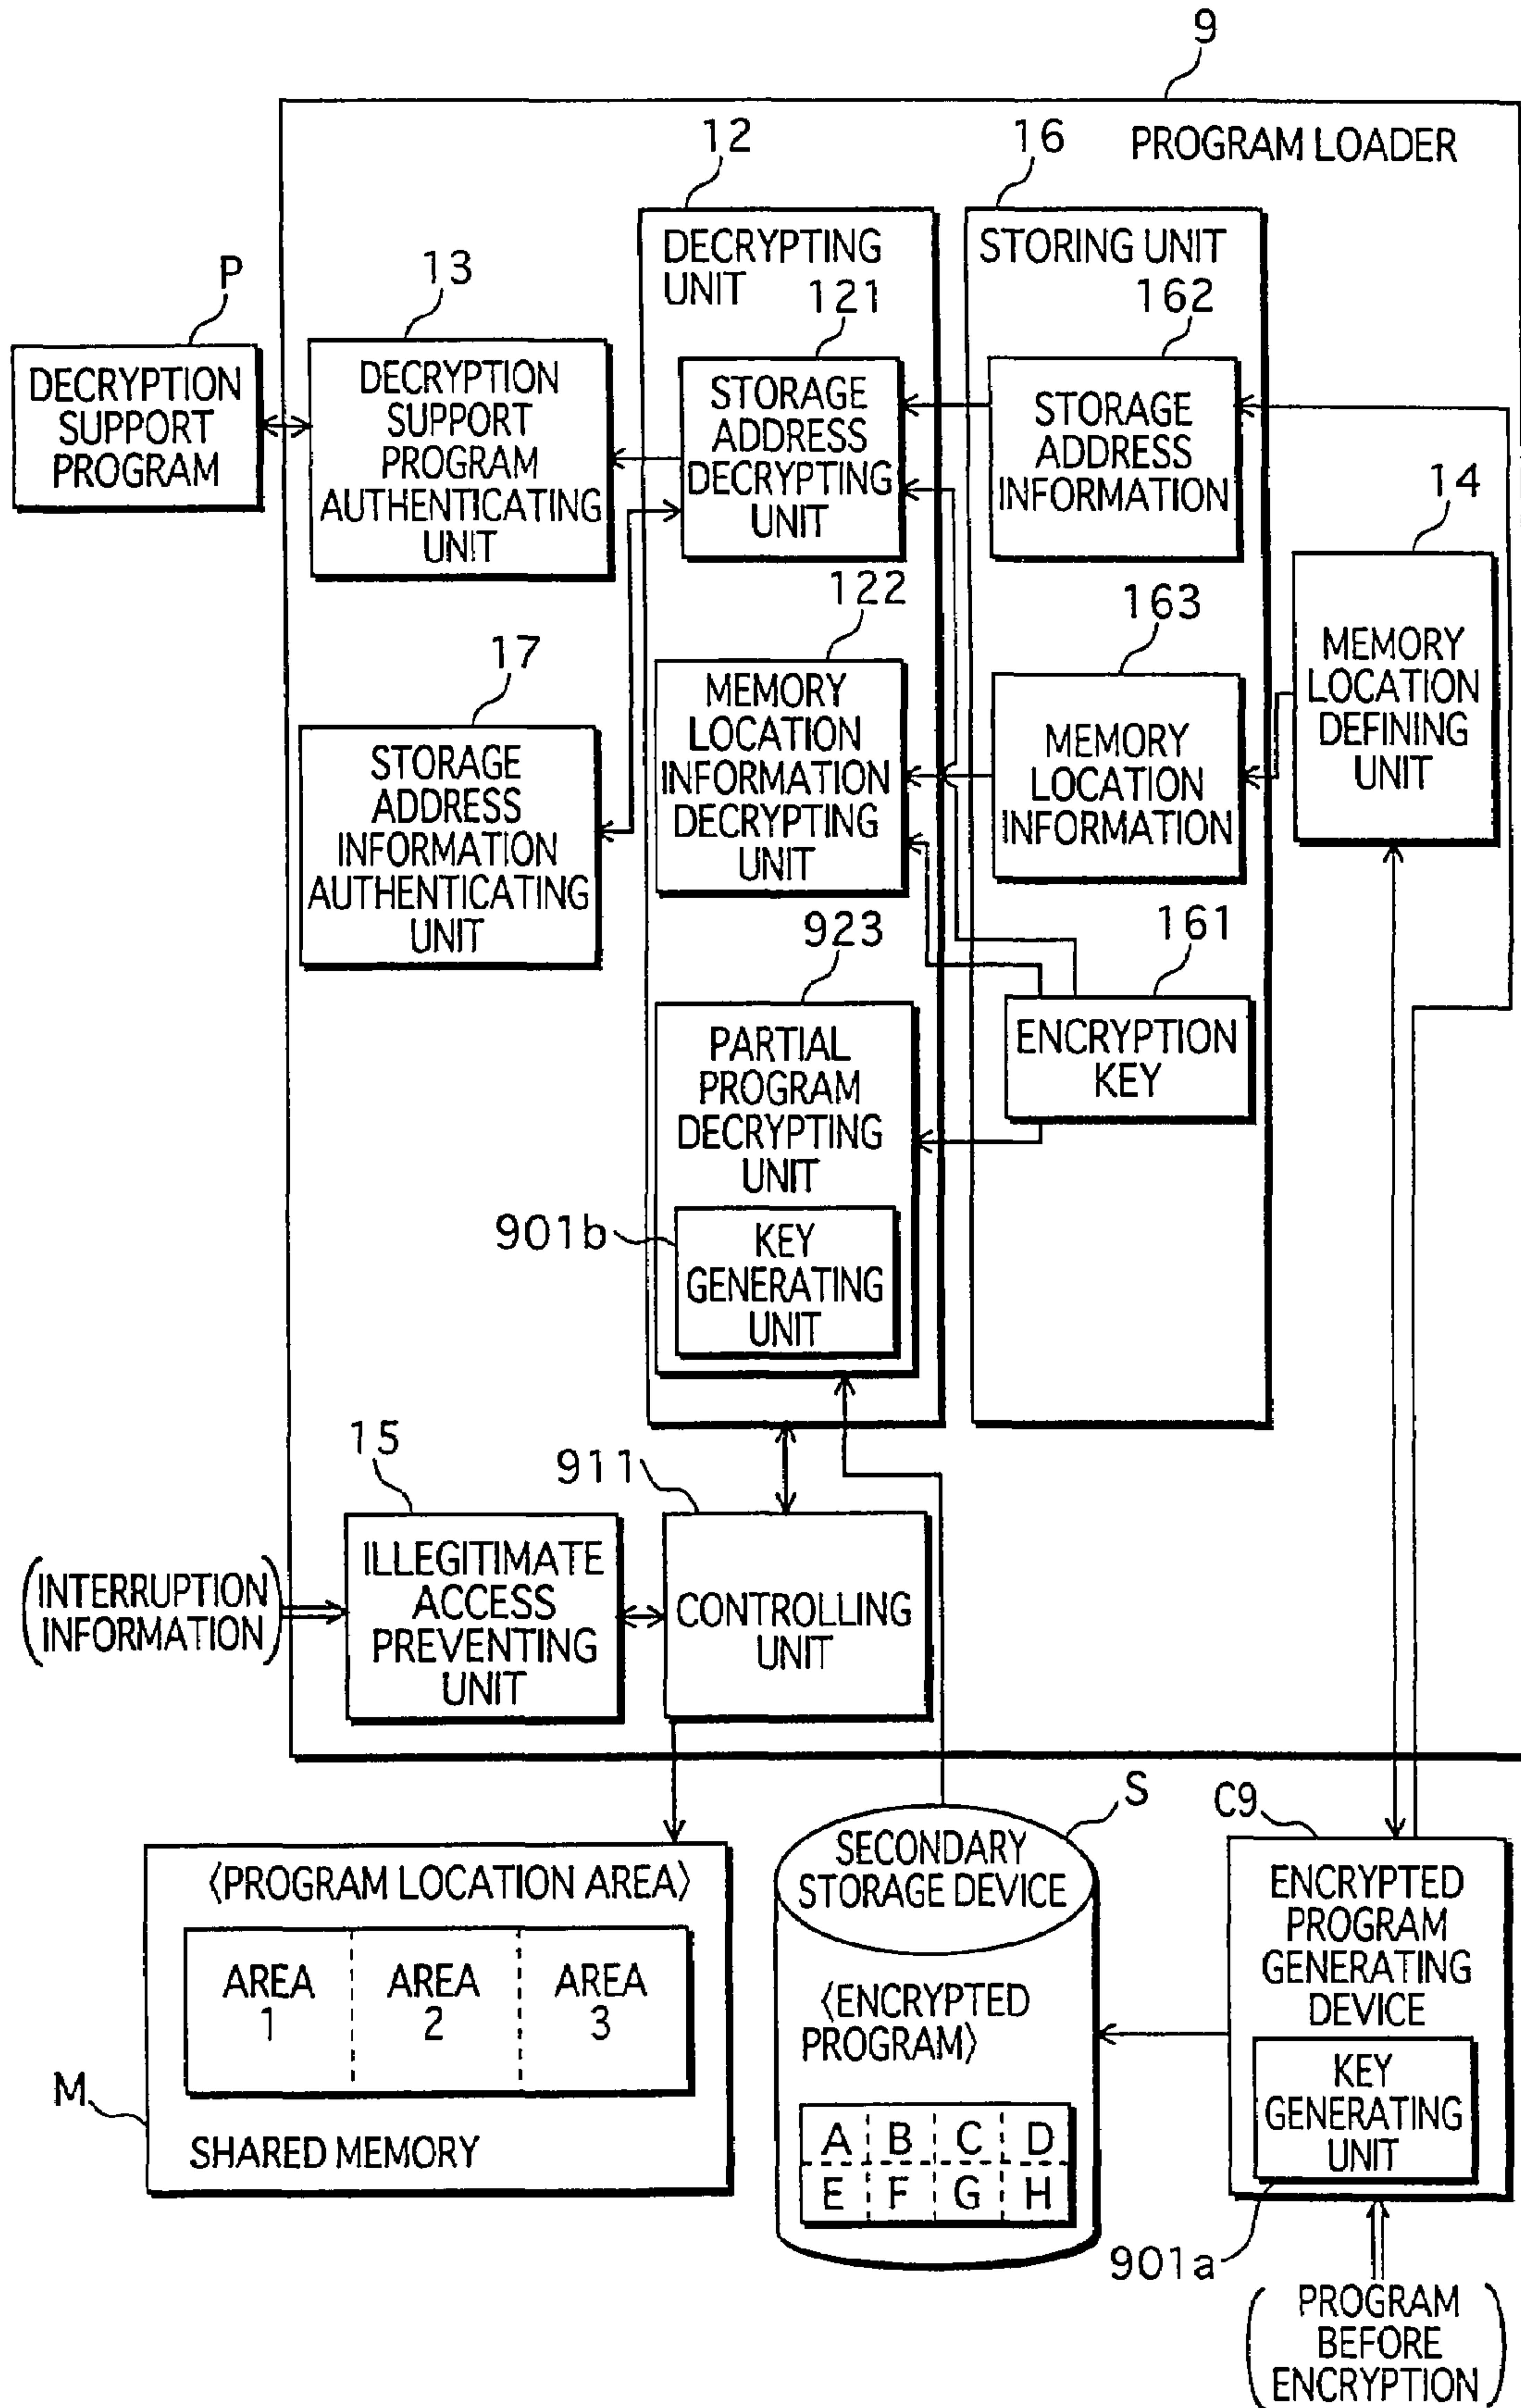 9
PROGRAM LOADER
12
16
DECRYPTING
UNIT
STORING UNIT
P
13
121
162
DECRYPTION
SUPPORT
PROGRAM
DECRYPTION
SUPPORT
PROGRAM
AUTHENTICATING
UNIT
STORAGE
ADDRESS
DECRYPTING
UNIT
STORAGE
ADDRESS
INFORMATION
14
MEMORY
LOCATION
DEFINING
UNIT
17
122
163
STORAGE
ADDRESS
INFORMATION
AUTHENTICATING
UNIT
MEMORY
LOCATION
INFORMATION
DECRYPTING
UNIT
MEMORY
LOCATION
INFORMATION
923
161
PARTIAL
PROGRAM
DECRYPTING
UNIT
ENCRYPTION
KEY
901b
KEY
GENERATING
UNIT
15
911
(INTERRUPTION
INFORMATION)
ILLEGITIMATE
ACCESS
PREVENTING
UNIT
CONTROLLING
UNIT
S
C9
〈PROGRAM LOCATION AREA〉
AREA
1
AREA
2
AREA
3
M
SHARED MEMORY
SECONDARY
STORAGE DEVICE
〈ENCRYPTED
PROGRAM〉
A B C D
E F G H
ENCRYPTED
PROGRAM
GENERATING
DEVICE
KEY
GENERATING
UNIT
901a
(PROGRAM
BEFORE
ENCRYPTION)